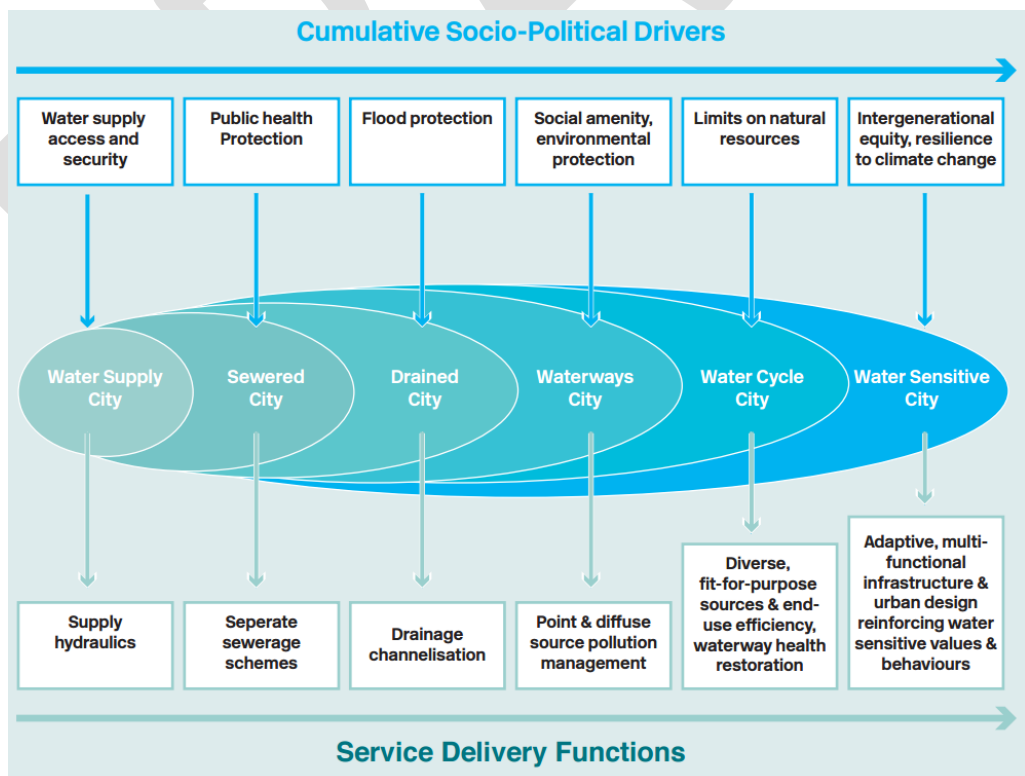 Cumulative Socio-Political Drivers
Water supply
access and
security
Public health
Protection
Flood protection
Social amenity,
environmental
protection
Limits on natural
resources
Intergenerational
equity, resilience
to climate change
Water Supply
City
Sewered
City
Drained
City
Waterways
City
Water Cycle
City
Water Sensitive
City
Supply
hydraulics
Seperate
sewerage
schemes
Drainage
channelisation
Point & diffuse
source pollution
management
Diverse,
fit-for-purpose
sources & end-
use efficiency,
waterway health
restoration
Adaptive, multi-
functional
infrastructure &
urban design
reinforcing water
sensitive values &
behaviours
Service Delivery Functions